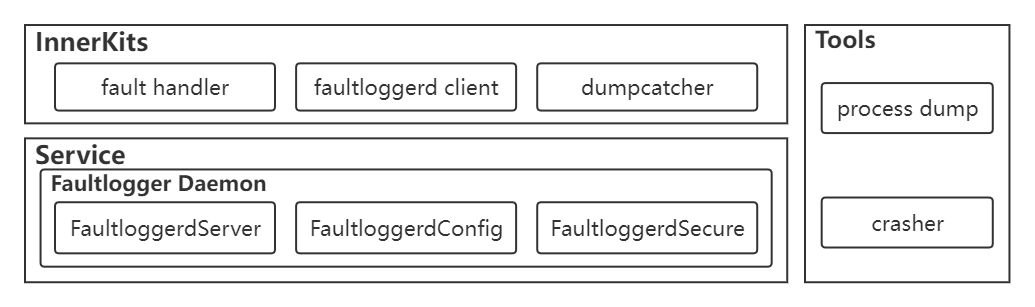 InnerKits
fault handler
faultloggerd client
dumpcatcher
Service
Faultlogger Daemon
FaultloggerdServer
FaultloggerdConfig
FaultloggerdSecure
Tools
process dump
crasher